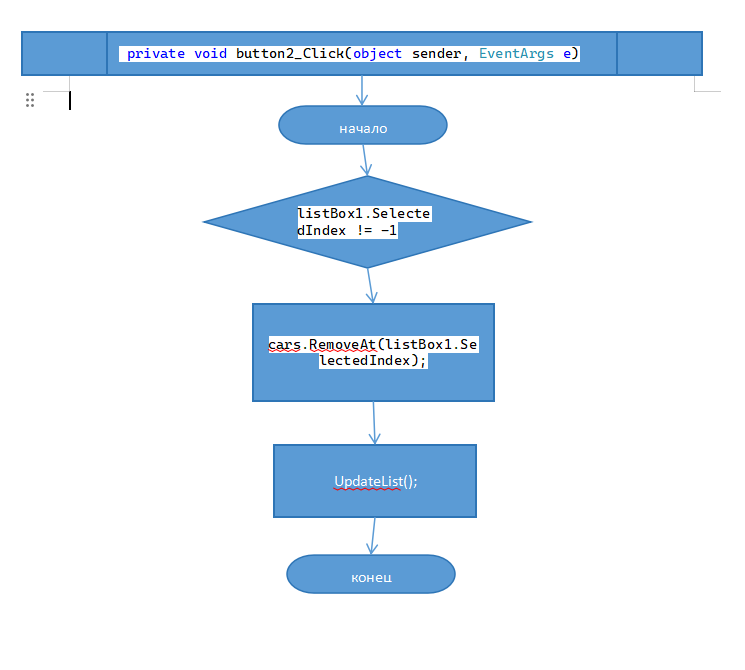 private void button2_Click(object sender, EventArgs e)
начало
listBox1.Selecte
dIndex != -1
cars.RemoveAt(listBox1.Se
lectedIndex);
UpdateList();
конец